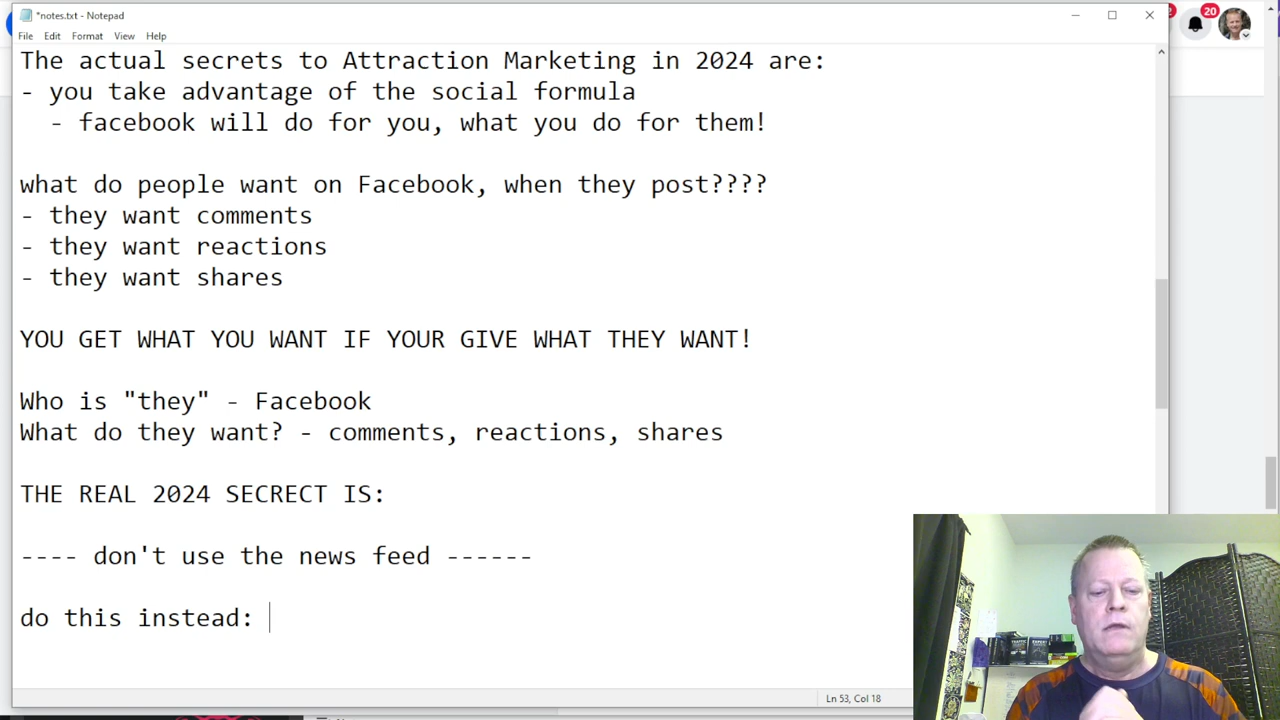 *notes.txt - Notepad
20
File Edit Format View Help
The actual secrets to Attraction Marketing in 2024 are:
- you take advantage of the social formula
- facebook will do for you, what you do for them!
what do people want on Facebook, when they post????
- they want comments
- they want reactions
- they want shares
YOU GET WHAT YOU WANT IF YOUR GIVE WHAT THEY WANT!
Who is "they" - Facebook
What do they want? - comments, reactions, shares
THE REAL 2024 SECRECT IS:
---- don't use the news feed ------
do this instead:
Ln 53, Col 18